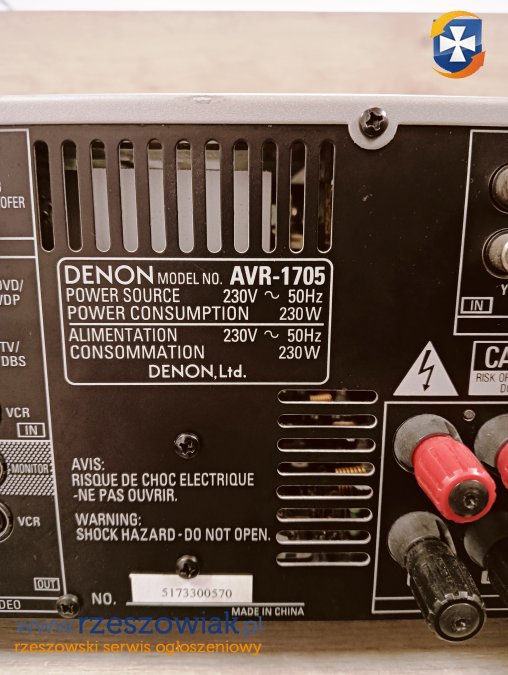 OFER
DVD/
VDP
TV/
DBS
VCR
IN
MONITOR
VCR
OUT
DEO
DENON MODEL NO. AVR-1705
POWER SOURCE 230V ~ 50Hz
POWER CONSUMPTION 230W
ALIMENTATION 230V ~ 50Hz
CONSOMMATION 230W
DENON, Ltd.
AVIS:
RISQUE DE CHOC ELECTRIQUE
-NE PAS OUVRIR.
WARNING:
SHOCK HAZARD - DO NOT OPEN.
NO. 5173300570
MADE IN CHINA
Y
IN
CA
RISK OF
www.rzeszowiak.pl
rzeszowski serwis ogłoszeniowy